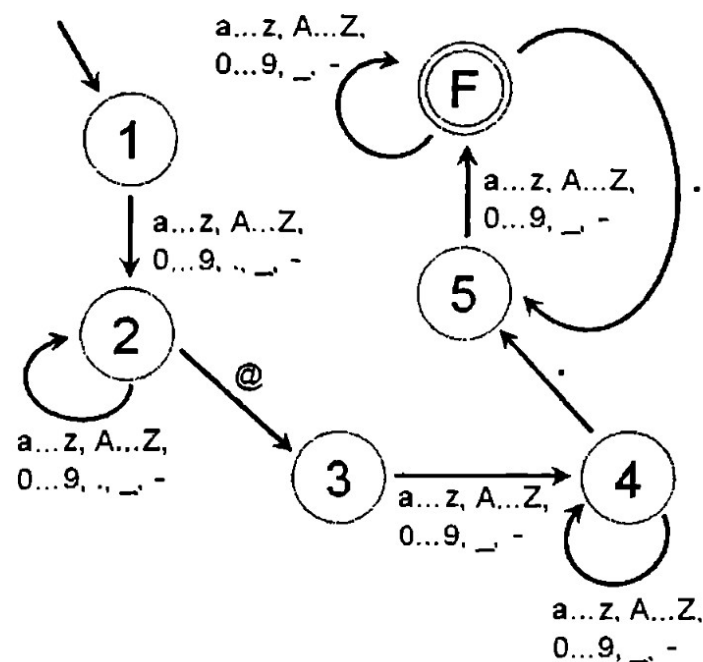 a...z, A...Z,
0...9, _, -
F
1
a...z, A...Z,
0...9, ., _, -
a...z, A...Z,
0...9, _, -
.
5
2
@
.
a...z, A...Z,
0...9, ., _, -
3
a...z, A...Z,
0...9, _, -
4
a...z, A...Z,
0...9, _, -